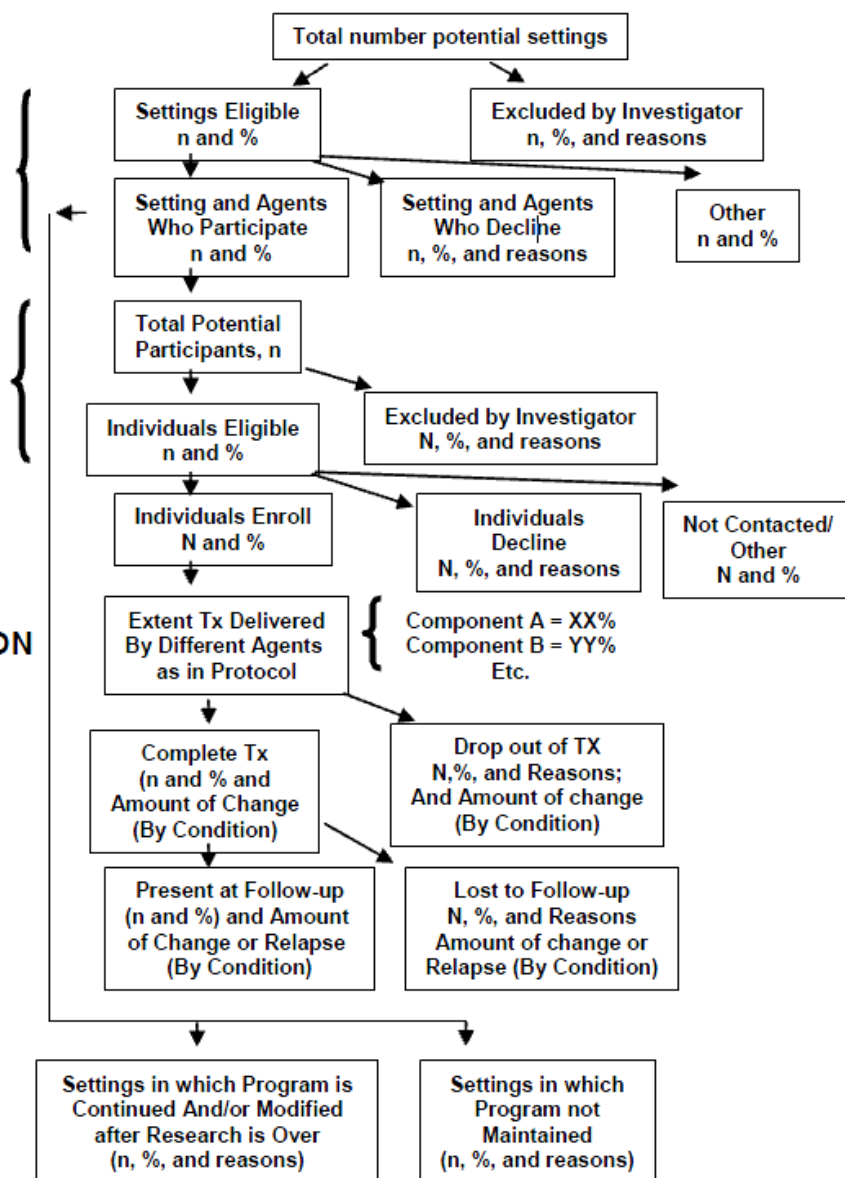 Total number potential settings
Settings Eligible
n and %
Excluded by Investigator
n, %, and reasons
Setting and Agents
Who Participate
n and %
Setting and Agents
Who Decline
n, %, and reasons
Other
n and %
Total Potential
Participants, n
Excluded by Investigator
N, %, and reasons
Individuals Eligible
n and %
Individuals Enroll
N and %
Individuals
Decline
N, %, and reasons
Not Contacted/
Other
N and %
ON
Extent Tx Delivered
By Different Agents
as in Protocol
Component A = XX%
Component B = YY%
Etc.
Complete Tx
(n and % and
Amount of Change
(By Condition)
Drop out of TX
N,%, and Reasons;
And Amount of change
(By Condition)
Present at Follow-up
(n and %) and Amount
of Change or Relapse
(By Condition)
Lost to Follow-up
N, %, and Reasons
Amount of change or
Relapse (By Condition)
Settings in which Program is
Continued And/or Modified
after Research is Over
(n, %, and reasons)
Settings in which
Program not
Maintained
(n, %, and reasons)